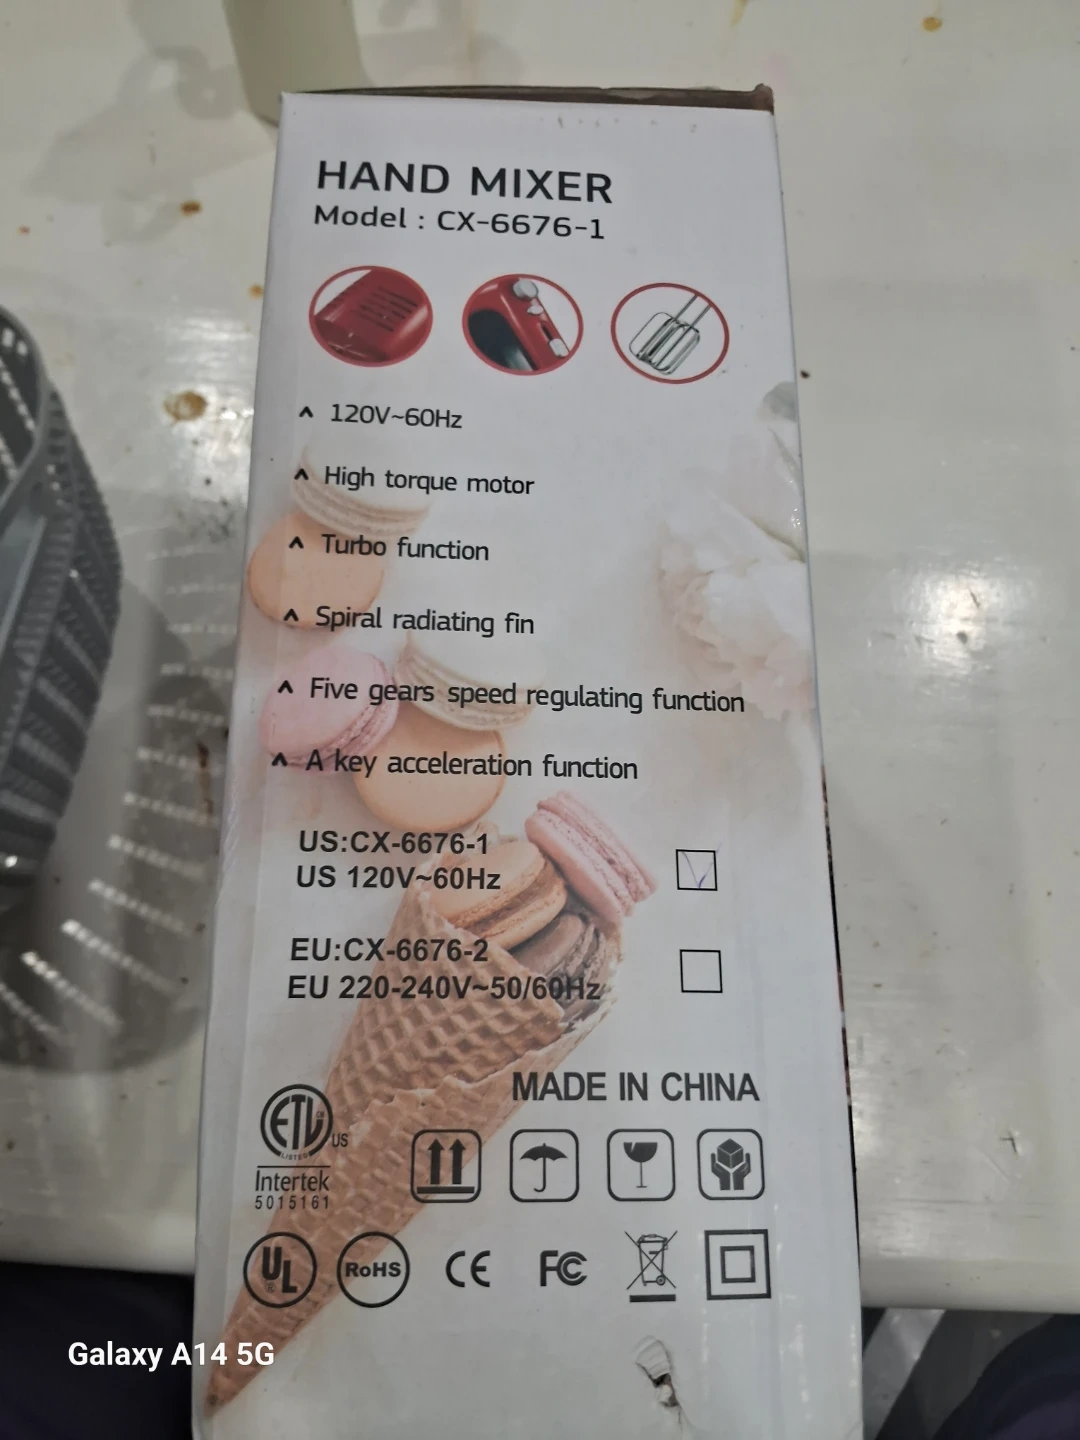 HAND MIXER
Model : CX-6676-1
^ 120V~60Hz
^ High torque motor
^ Turbo function
^ Spiral radiating fin
^ Five gears speed regulating function
^ A key acceleration function
US:CX-6676-1
US 120V~60Hz
EU:CX-6676-2
EU 220-240V~50/60Hz
MADE IN CHINA
ETL
US
LISTED
Intertek
5015161
UL
RoHS
CE
FC
Galaxy A14 5G